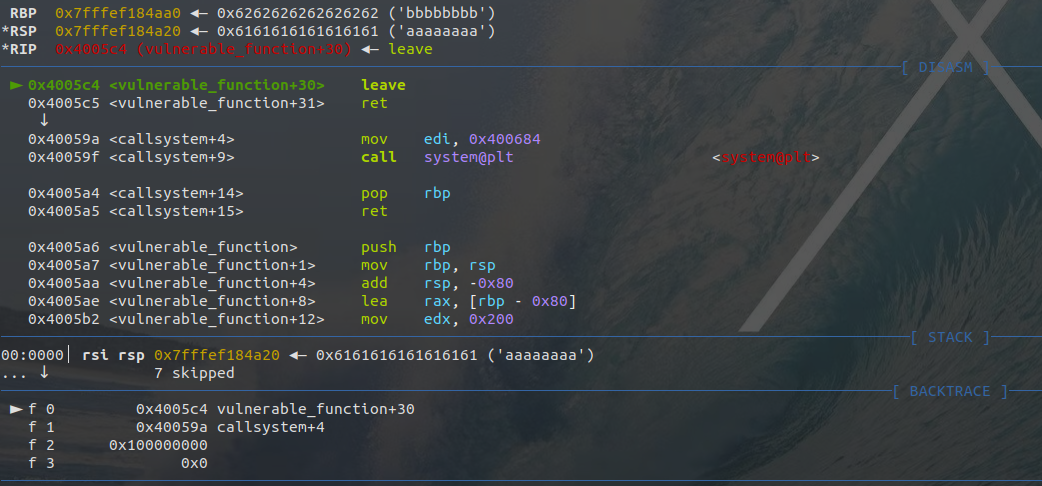 RBP  0x7fffef184aa0 ◂— 0x6262626262626262 ('bbbbbbbb')
*RSP  0x7fffef184a20 ◂— 0x6161616161616161 ('aaaaaaaa')
*RIP  0x4005c4 (vulnerable_function+30) ◂— leave
[ DISASM ]
► 0x4005c4 <vulnerable_function+30>    leave
0x4005c5 <vulnerable_function+31>    ret
↓
0x40059a <callsystem+4>              mov    edi, 0x400684
0x40059f <callsystem+9>              call   system@plt                      <system@plt>
0x4005a4 <callsystem+14>             pop    rbp
0x4005a5 <callsystem+15>             ret
0x4005a6 <vulnerable_function>       push   rbp
0x4005a7 <vulnerable_function+1>     mov    rbp, rsp
0x4005aa <vulnerable_function+4>     add    rsp, -0x80
0x4005ae <vulnerable_function+8>     lea    rax, [rbp - 0x80]
0x4005b2 <vulnerable_function+12>    mov    edx, 0x200
[ STACK ]
00:0000│ rsi rsp 0x7fffef184a20 ◂— 0x6161616161616161 ('aaaaaaaa')
... ↓            7 skipped
[ BACKTRACE ]
► f 0         0x4005c4 vulnerable_function+30
f 1         0x40059a callsystem+4
f 2      0x100000000
f 3              0x0